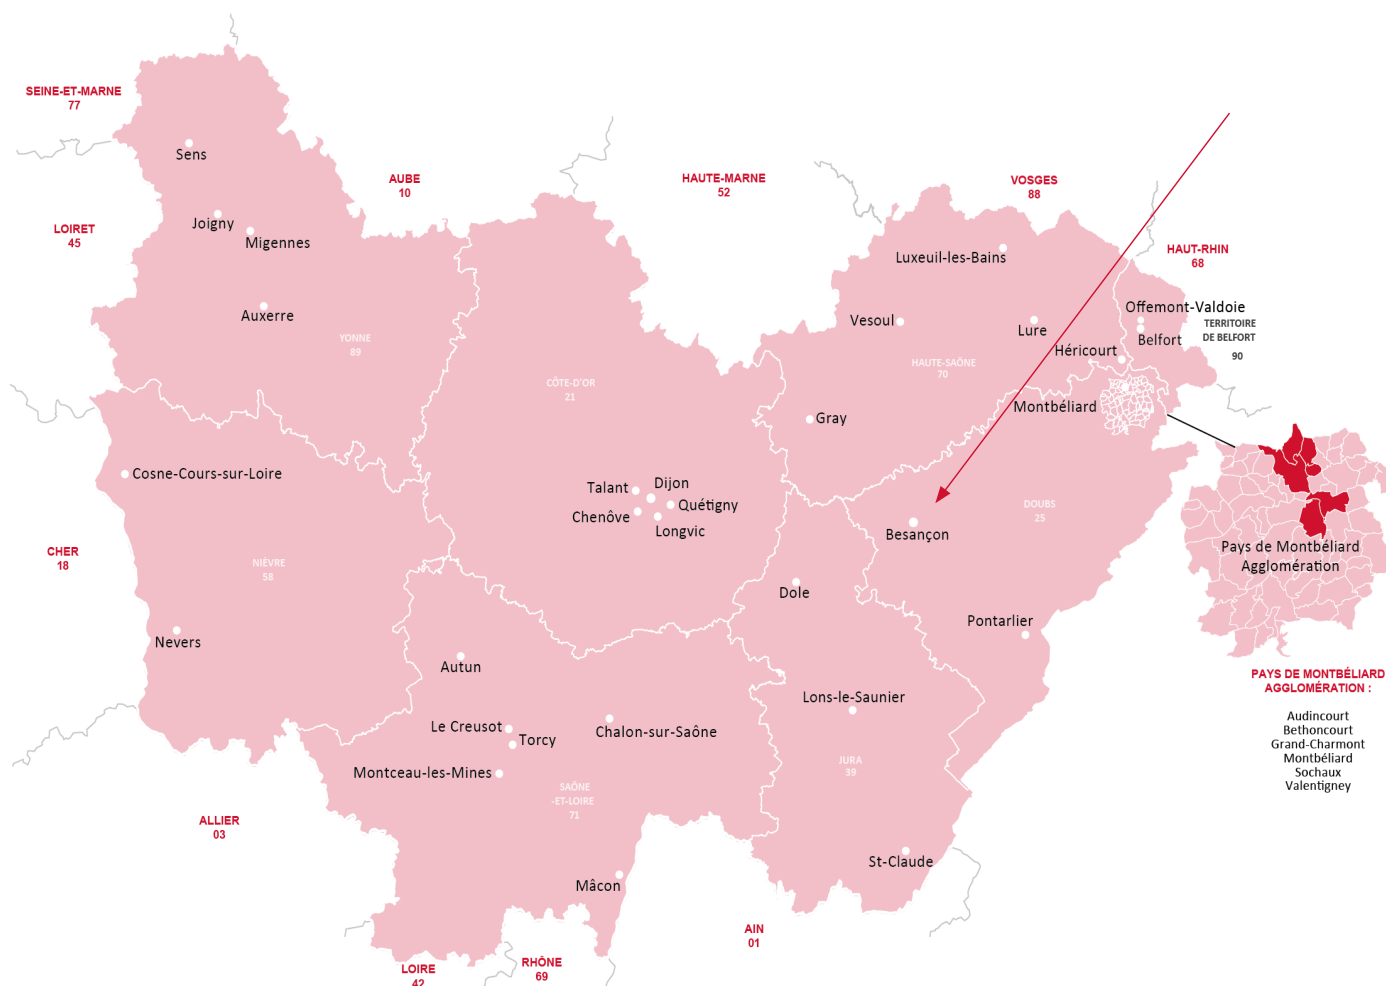 SEINE-ET-MARNE
77
Sens
AUBE
10
HAUTE-MARNE
52
VOSGES
88
LOIRET
45
Joigny
Migennes
HAUT-RHIN
68
Luxeuil-les-Bains
Auxerre
Vesoul
Lure
Offemont-Valdoie
Belfort
TERRITOIRE
DE BELFORT
90
YONNE
89
Héricourt
HAUTE-SAÔNE
70
CÔTE-D'OR
21
Montbéliard
Gray
Cosne-Cours-sur-Loire
Talant
Dijon
Quétigny
Chenôve
Longvic
DOUBS
25
Besançon
CHER
18
NIÈVRE
58
Pays de Montbéliard
Agglomération
Dole
Nevers
Pontarlier
Autun
Lons-le-Saunier
PAYS DE MONTBÉLIARD
AGGLOMÉRATION :
Audincourt
Bethoncourt
Grand-Charmont
Montbéliard
Sochaux
Valentigney
Le Creusot
Torcy
Chalon-sur-Saône
Montceau-les-Mines
JURA
39
SAÔNE
-ET-LOIRE
71
ALLIER
03
St-Claude
Mâcon
AIN
01
LOIRE
42
RHÔNE
69